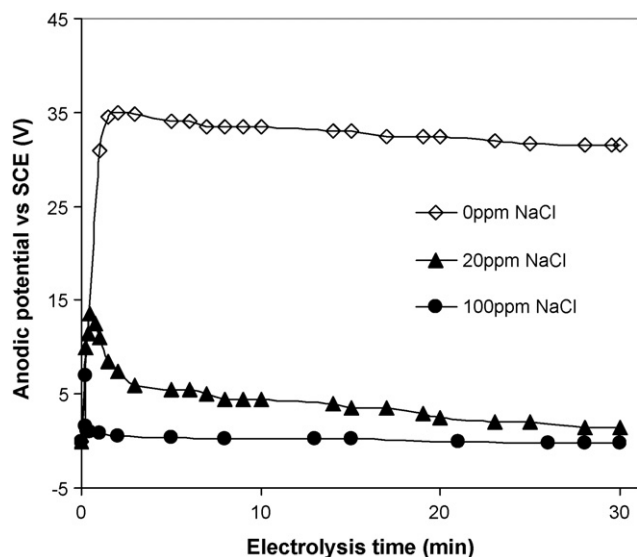 45
35
25
15
5
-5
0
10
20
30
Anodic potential vs SCE (V)
Electrolysis time (min)
0ppm NaCl
20ppm NaCl
100ppm NaCl